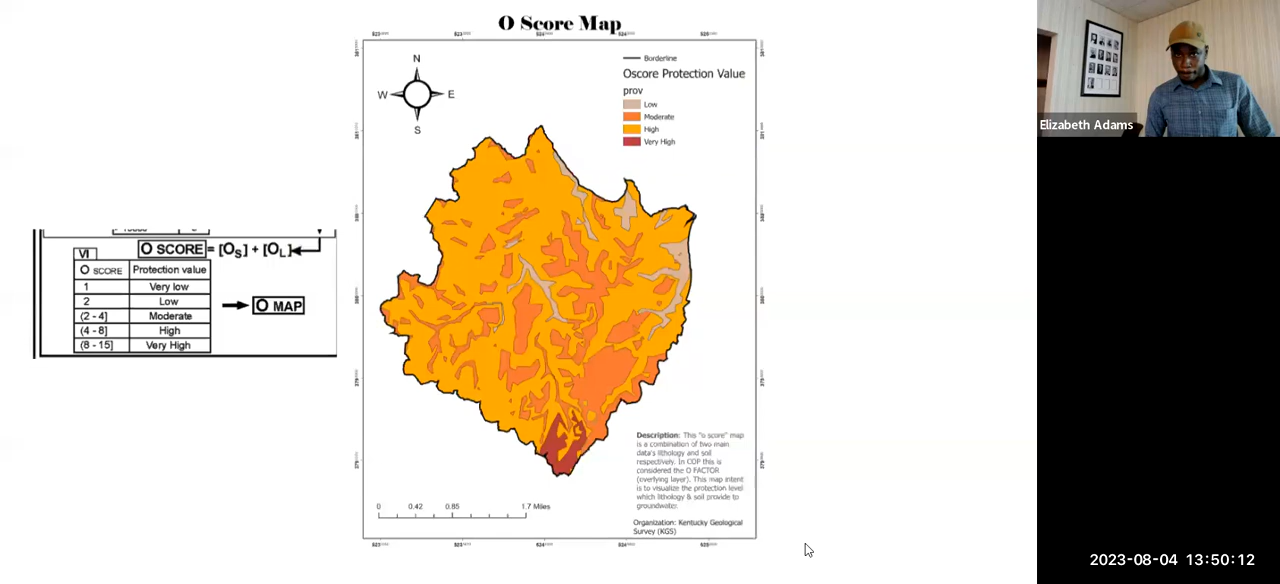 O Score Map
N
W E
S
Borderline
Oscore Protection Value
prov
Low
Moderate
High
Very High
O SCORE = [OS] + [OL]
VI
O SCORE Protection value
1 Very low
2 Low
(2 - 4] Moderate
(4 - 8] High
(8 - 15] Very High
O MAP
Description: This "o score" map
is a combination of two main
data's lithology and soil
respectively. In COP this is
considered the O FACTOR
(overlying layer). This map intent
is to visualize the protection level
which lithology & soil provide to
groundwater.
Organization: Kentucky Geological
Survey (KGS)
0 0.42 0.85 1.7 Miles
Elizabeth Adams
2023-08-04 13:50:12